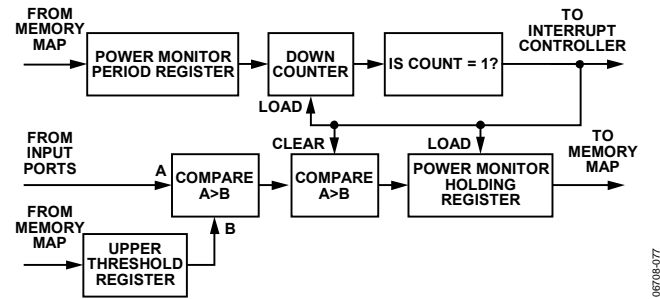 FROM
MEMORY
MAP
POWER MONITOR
PERIOD REGISTER
DOWN
COUNTER
IS COUNT = 1?
TO
INTERRUPT
CONTROLLER
LOAD
FROM
INPUT
PORTS
A
COMPARE
A>B
CLEAR
COMPARE
A>B
LOAD
POWER MONITOR
HOLDING
REGISTER
TO
MEMORY
MAP
FROM
MEMORY
MAP
B
UPPER
THRESHOLD
REGISTER
06708-077